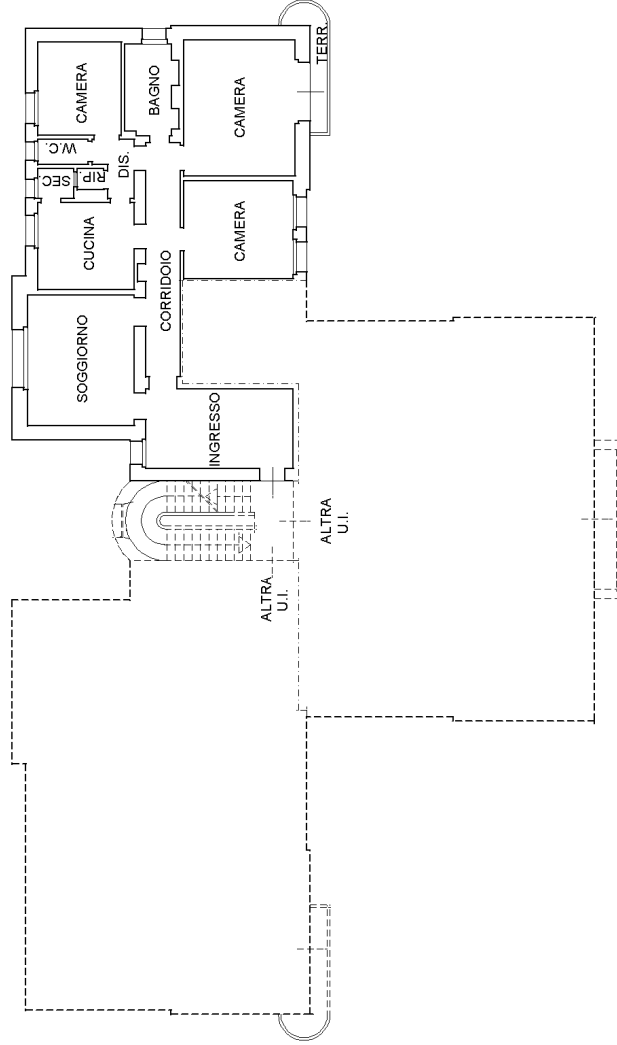 TERR.
CAMERA
BAGNO
CAMERA
W.C.
DIS.
SEC.
RIP.
CUCINA
CAMERA
CORRIDOIO
SOGGIORNO
INGRESSO
ALTRA
U.I.
ALTRA
U.I.